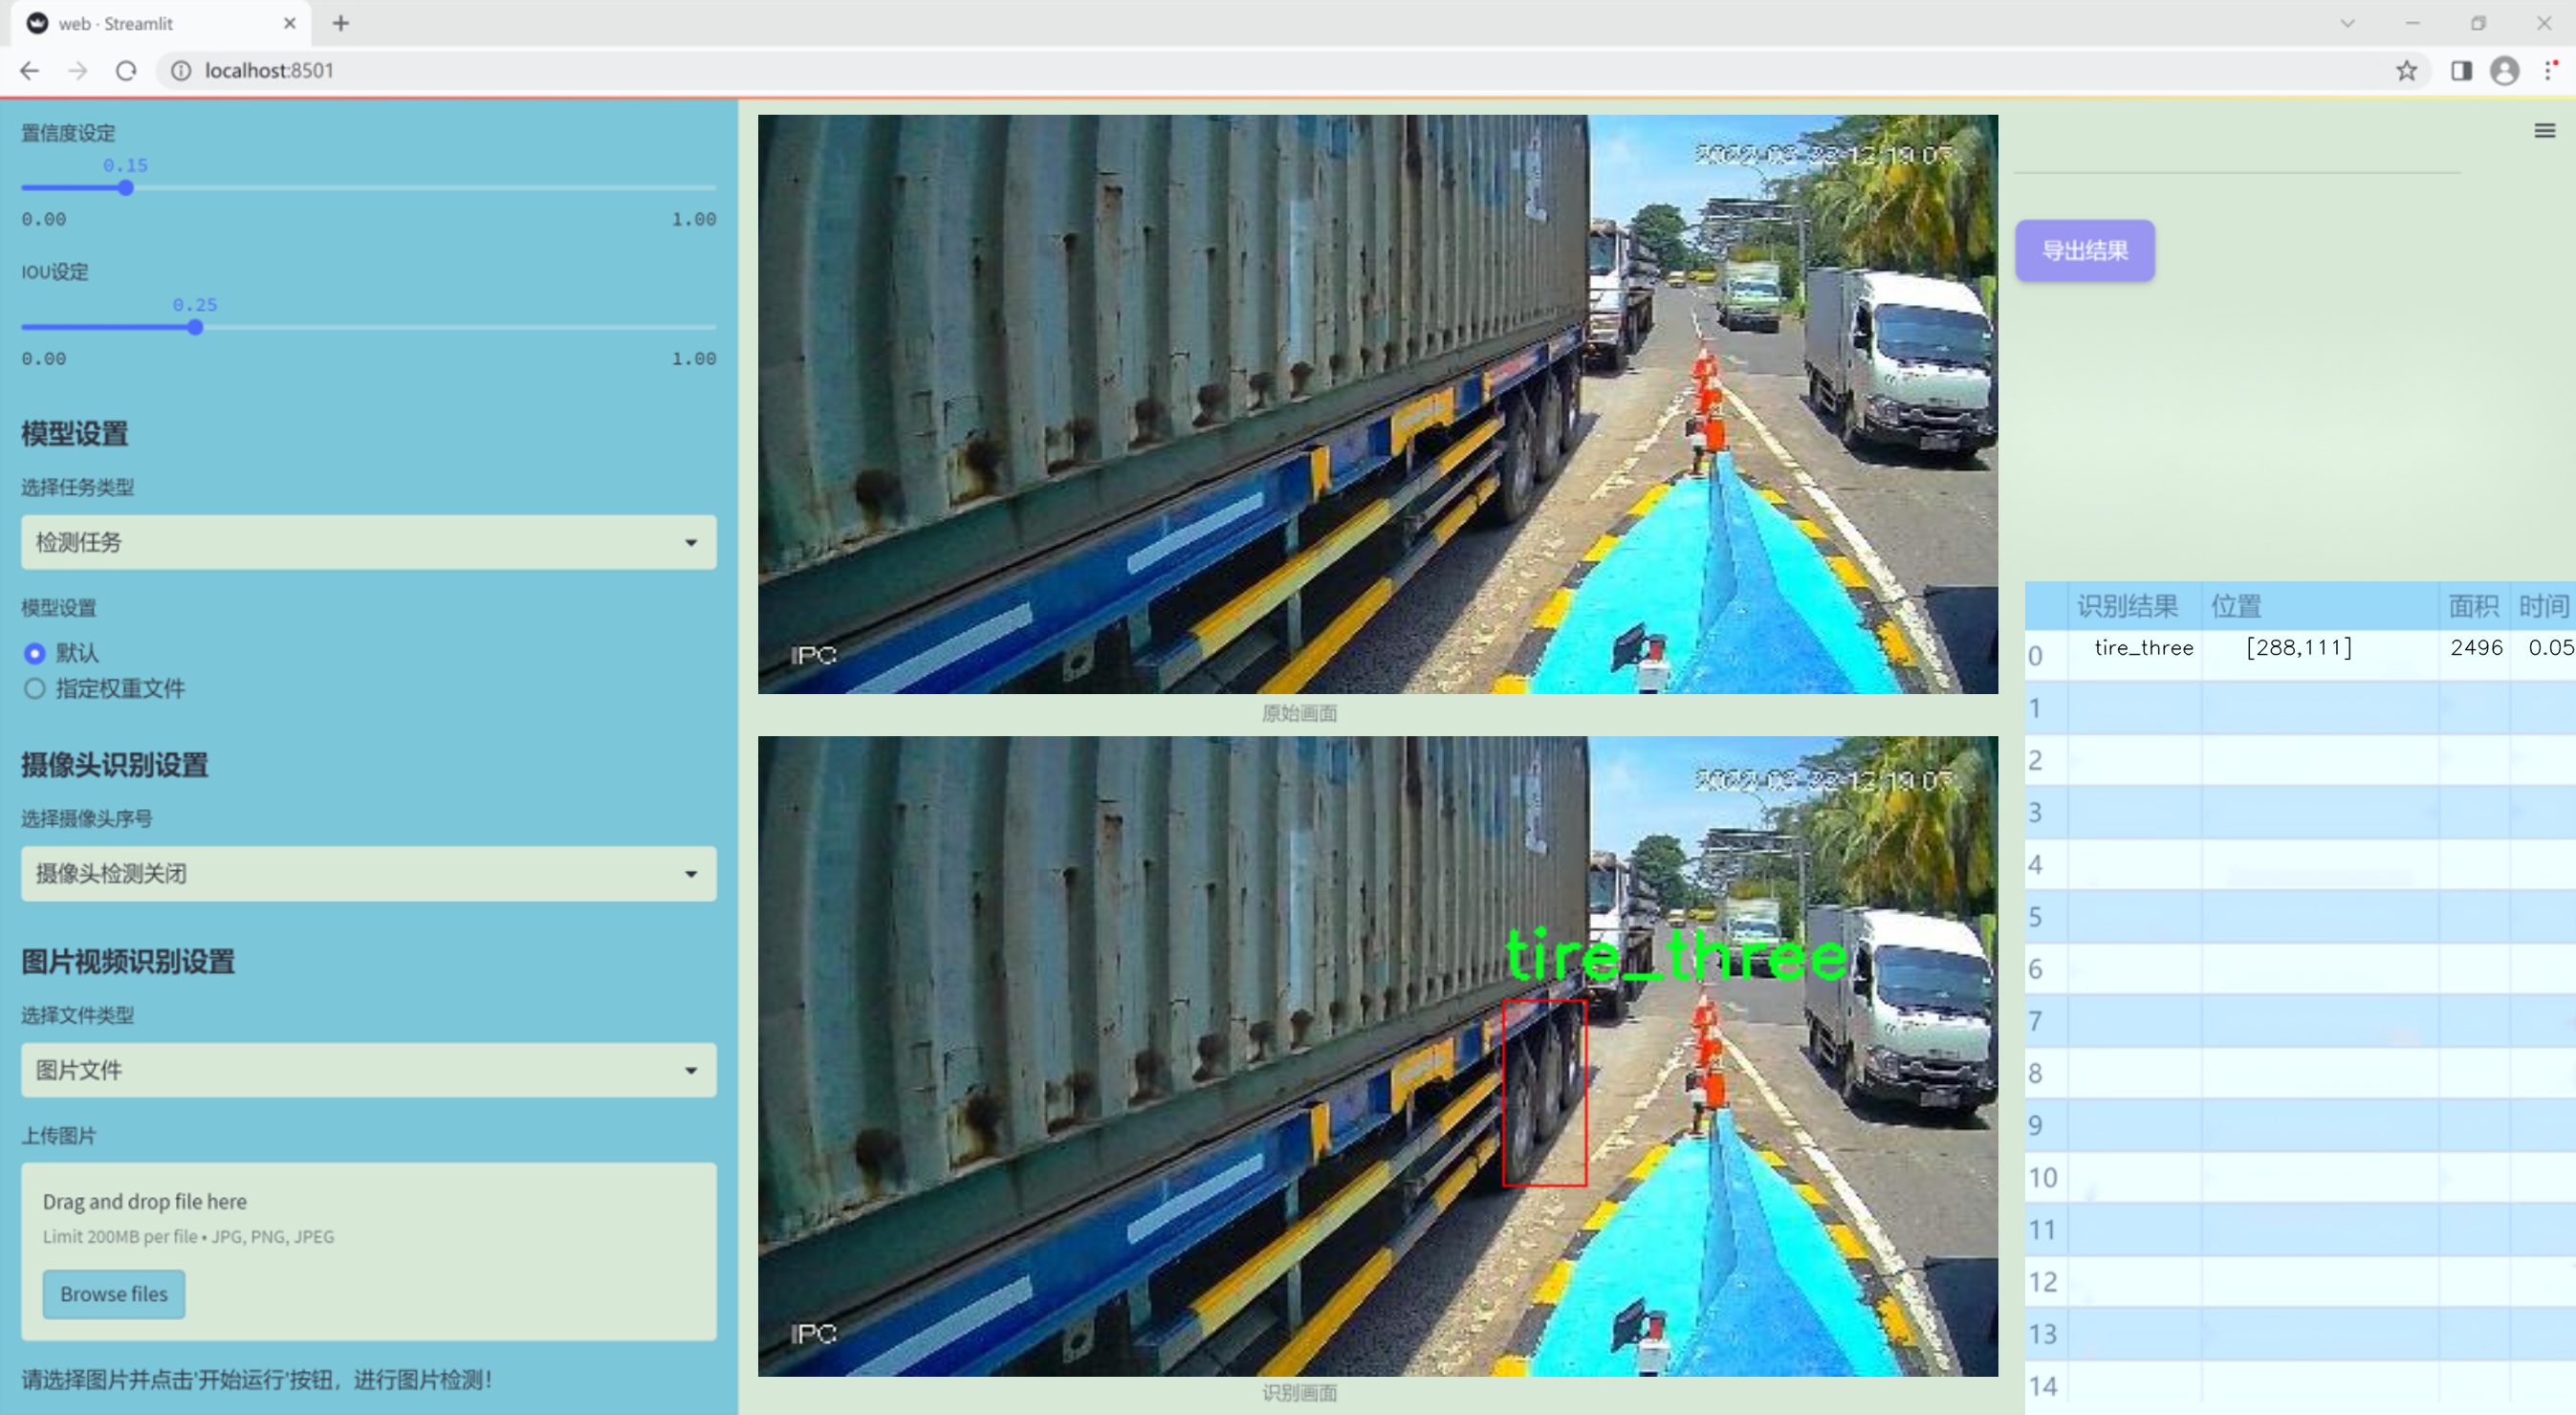 web · Streamlit
localhost:8501
置信度设定
0.15
0.00 1.00
IOU设定
0.25
0.00 1.00
模型设置
选择任务类型
检测任务
模型设置
默认
指定权重文件
摄像头识别设置
选择摄像头序号
摄像头检测关闭
图片视频识别设置
选择文件类型
图片文件
上传图片
Drag and drop file here
Limit 200MB per file • JPG, PNG, JPEG
Browse files
请选择图片并点击'开始运行'按钮，进行图片检测！
IPC
原始画面
tire_three
IPC
识别画面
导出结果
识别结果 位置 面积 时间
0 tire_three [288,111] 2496 0.05
1
2
3
4
5
6
7
8
9
10
11
12
13
14